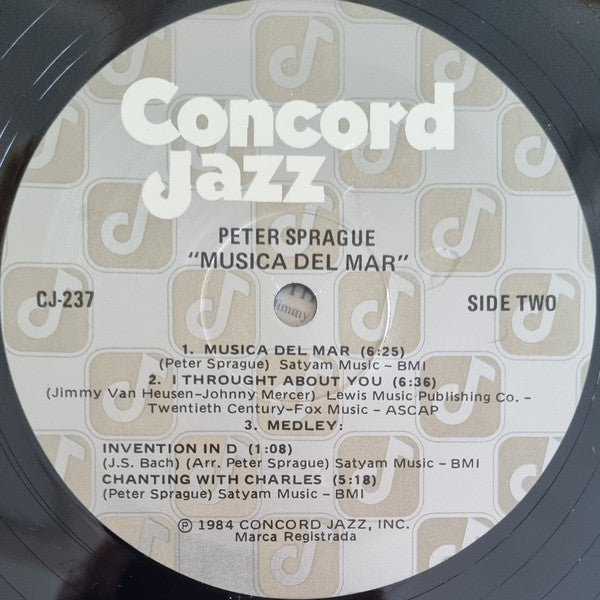 Concord
Jazz
PETER SPRAGUE
"MUSICA DEL MAR"
CJ-237
SIDE TWO
TH
Jimmy
1. MUSICA DEL MAR (6:25)
(Peter Sprague) Satyam Music – BMI
2. I THROUGHT ABOUT YOU (6:36)
(Jimmy Van Heusen–Johnny Mercer) Lewis Music Publishing Co. –
Twentieth Century–Fox Music – ASCAP
3. MEDLEY:
INVENTION IN D (1:08)
(J.S. Bach) (Arr. Peter Sprague) Satyam Music – BMI
CHANTING WITH CHARLES (5:18)
(Peter Sprague) Satyam Music – BMI
Ⓟ 1984 CONCORD JAZZ, INC.
Marca Registrada